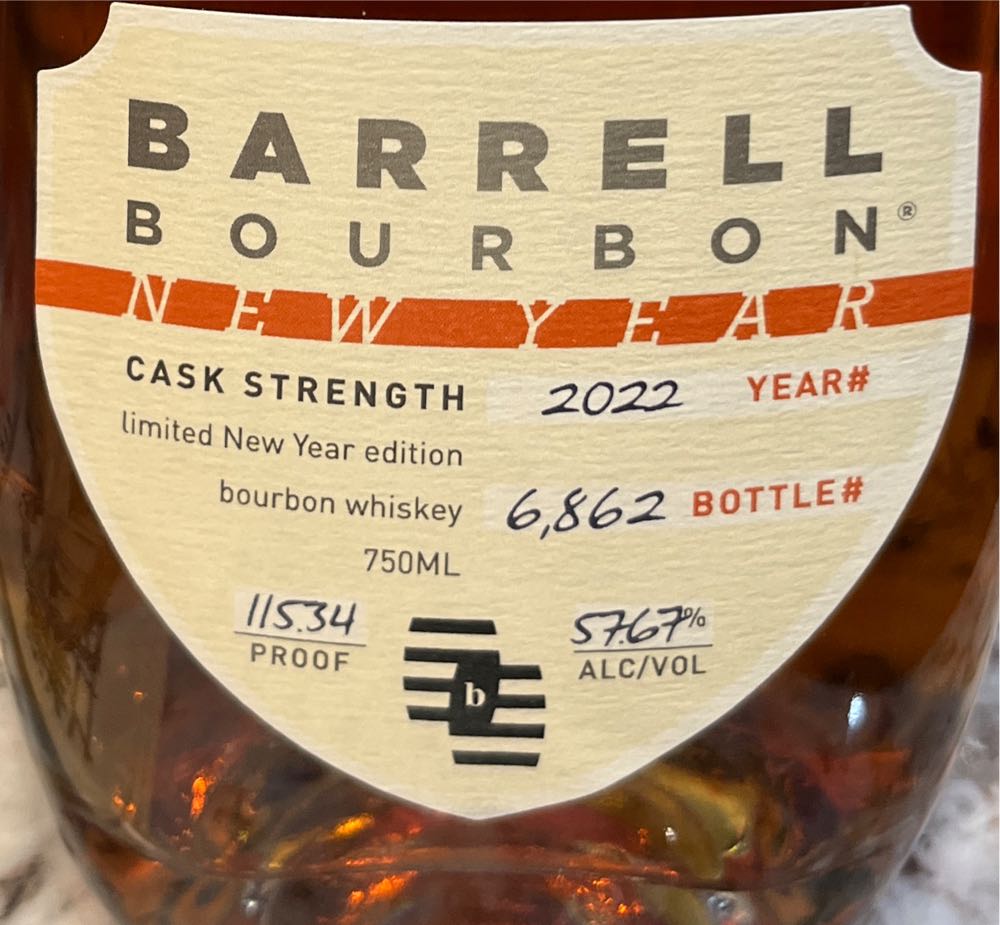 BARRELL
BOURBON®
NEW YEAR
CASK STRENGTH 2022 YEAR#
limited New Year edition
bourbon whiskey 6,862 BOTTLE#
750ML
115.34 57.67%
PROOF b ALC/VOL